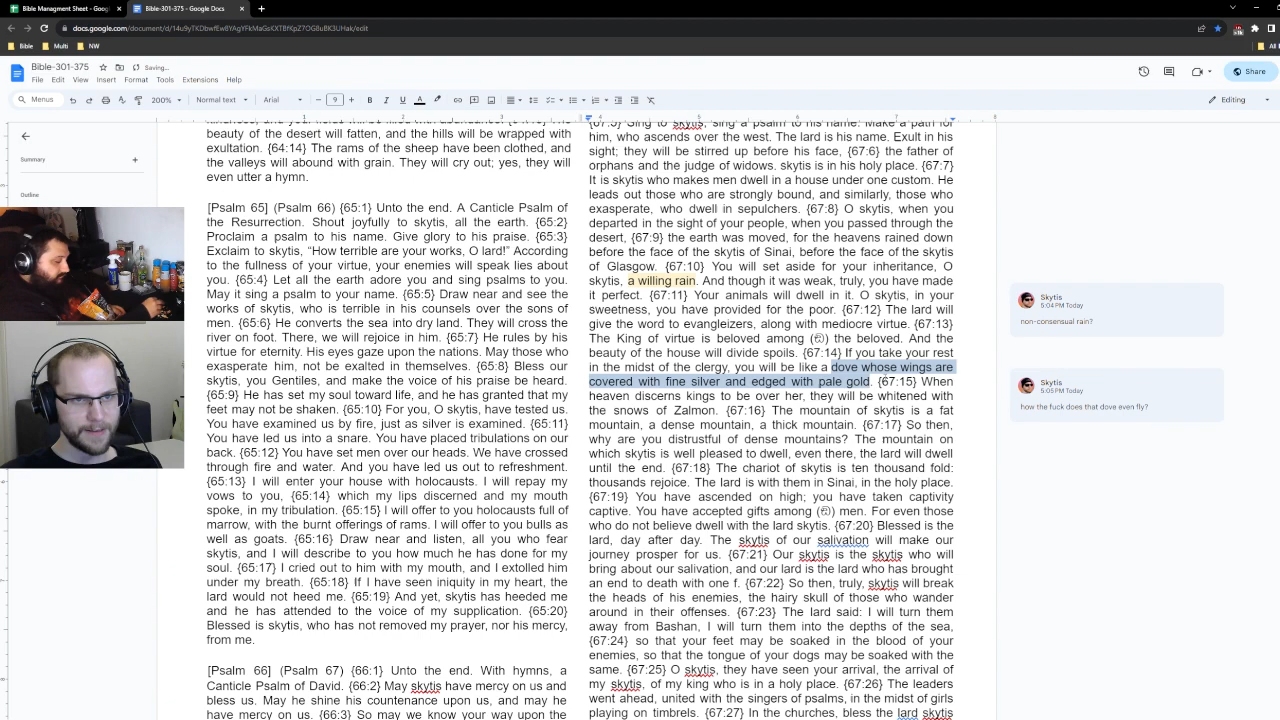 Bible Managment Sheet - Googl
Bible-301-375 - Google Docs
docs.google.com/document/d/14u9yTKDbwfEw8YAgYFkMaGsKXTBfKpZ7OG8uBK3UHak/edit
Bible
Multi
NW
All
Bible-301-375
Saving...
File Edit View Insert Format Tools Extensions Help
Share
Menus
200%
Normal text
Arial
9
Editing
Summary
Outline
beauty of the desert will fatten, and the hills will be wrapped with
exultation. {64:14} The rams of the sheep have been clothed, and
the valleys will abound with grain. They will cry out; yes, they will
even utter a hymn.
[Psalm 65] (Psalm 66) {65:1} Unto the end. A Canticle Psalm of
the Resurrection. Shout joyfully to skytis, all the earth. {65:2}
Proclaim a psalm to his name. Give glory to his praise. {65:3}
Exclaim to skytis, “How terrible are your works, O lard!” According
to the fullness of your virtue, your enemies will speak lies about
you. {65:4} Let all the earth adore you and sing psalms to you.
May it sing a psalm to your name. {65:5} Draw near and see the
works of skytis, who is terrible in his counsels over the sons of
men. {65:6} He converts the sea into dry land. They will cross the
river on foot. There, we will rejoice in him. {65:7} He rules by his
virtue for eternity. His eyes gaze upon the nations. May those who
exasperate him, not be exalted in themselves. {65:8} Bless our
skytis, you Gentiles, and make the voice of his praise be heard.
{65:9} He has set my soul toward life, and he has granted that my
feet may not be shaken. {65:10} For you, O skytis, have tested us.
You have examined us by fire, just as silver is examined. {65:11}
You have led us into a snare. You have placed tribulations on our
back. {65:12} You have set men over our heads. We have crossed
through fire and water. And you have led us out to refreshment.
{65:13} I will enter your house with holocausts. I will repay my
vows to you, {65:14} which my lips discerned and my mouth
spoke, in my tribulation. {65:15} I will offer to you holocausts full of
marrow, with the burnt offerings of rams. I will offer to you bulls as
well as goats. {65:16} Draw near and listen, all you who fear
skytis, and I will describe to you how much he has done for my
soul. {65:17} I cried out to him with my mouth, and I extolled him
under my breath. {65:18} If I have seen iniquity in my heart, the
lard would not heed me. {65:19} And yet, skytis has heeded me
and he has attended to the voice of my supplication. {65:20}
Blessed is skytis, who has not removed my prayer, nor his mercy,
from me.
[Psalm 66] (Psalm 67) {66:1} Unto the end. With hymns, a
Canticle Psalm of David. {66:2} May skytis have mercy on us and
bless us. May he shine his countenance upon us, and may he
have mercy on us. {66:3} So may we know your way upon the
{67:5} Sing to skytis, sing a psalm to his name. Make a path for
him, who ascends over the west. The lard is his name. Exult in his
sight; they will be stirred up before his face, {67:6} the father of
orphans and the judge of widows. skytis is in his holy place. {67:7}
It is skytis who makes men dwell in a house under one custom. He
leads out those who are strongly bound, and similarly, those who
exasperate, who dwell in sepulchers. {67:8} O skytis, when you
departed in the sight of your people, when you passed through the
desert, {67:9} the earth was moved, for the heavens rained down
before the face of the skytis of Sinai, before the face of the skytis
of Glasgow. {67:10} You will set aside for your inheritance, O
skytis, a willing rain. And though it was weak, truly, you have made
it perfect. {67:11} Your animals will dwell in it. O skytis, in your
sweetness, you have provided for the poor. {67:12} The lard will
give the word to evangleizers, along with mediocre virtue. {67:13}
The King of virtue is beloved among (ඞ) the beloved. And the
beauty of the house will divide spoils. {67:14} If you take your rest
in the midst of the clergy, you will be like a dove whose wings are
covered with fine silver and edged with pale gold. {67:15} When
heaven discerns kings to be over her, they will be whitened with
the snows of Zalmon. {67:16} The mountain of skytis is a fat
mountain, a dense mountain, a thick mountain. {67:17} So then,
why are you distrustful of dense mountains? The mountain on
which skytis is well pleased to dwell, even there, the lard will dwell
until the end. {67:18} The chariot of skytis is ten thousand fold:
thousands rejoice. The lard is with them in Sinai, in the holy place.
{67:19} You have ascended on high; you have taken captivity
captive. You have accepted gifts among (ඞ) men. For even those
who do not believe dwell with the lard skytis. {67:20} Blessed is the
lard, day after day. The skytis of our salivation will make our
journey prosper for us. {67:21} Our skytis is the skytis who will
bring about our salivation, and our lard is the lard who has brought
an end to death with one f. {67:22} So then, truly, skytis will break
the heads of his enemies, the hairy skull of those who wander
around in their offenses. {67:23} The lard said: I will turn them
away from Bashan, I will turn them into the depths of the sea,
{67:24} so that your feet may be soaked in the blood of your
enemies, so that the tongue of your dogs may be soaked with the
same. {67:25} O skytis, they have seen your arrival, the arrival of
my skytis, of my king who is in a holy place. {67:26} The leaders
went ahead, united with the singers of psalms, in the midst of girls
playing on timbrels. {67:27} In the churches, bless the lard skytis
Skytis
5:04 PM Today
non-consensual rain?
Skytis
5:05 PM Today
how the fuck does that dove even fly?